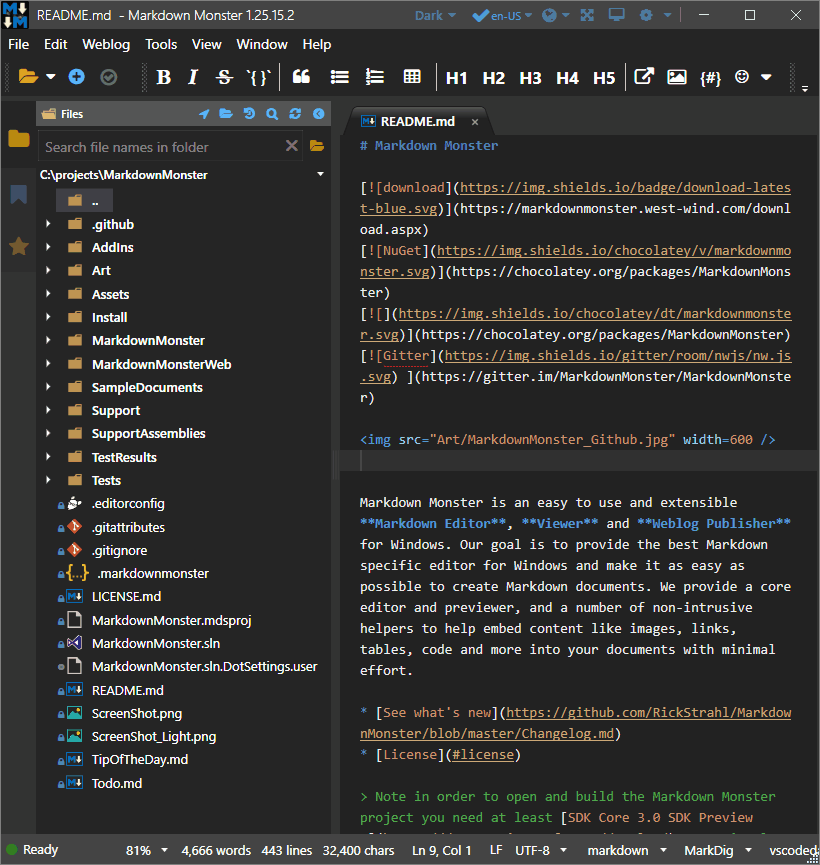 README.md - Markdown Monster 1.25.15.2
Dark
en-US
File Edit Weblog Tools View Window Help
B I S `{}` H1 H2 H3 H4 H5 {#}
Files
Search file names in folder
C:\projects\MarkdownMonster
..
.github
AddIns
Art
Assets
Install
MarkdownMonster
MarkdownMonsterWeb
SampleDocuments
Support
SupportAssemblies
TestResults
Tests
.editorconfig
.gitattributes
.gitignore
.markdownmonster
LICENSE.md
MarkdownMonster.mdsproj
MarkdownMonster.sln
MarkdownMonster.sln.DotSettings.user
README.md
ScreenShot.png
ScreenShot_Light.png
TipOfTheDay.md
Todo.md
README.md
# Markdown Monster
[![download](https://img.shields.io/badge/download-lates
t-blue.svg)](https://markdownmonster.west-wind.com/downl
oad.aspx)
[![NuGet](https://img.shields.io/chocolatey/v/markdownmo
nster.svg)](https://chocolatey.org/packages/MarkdownMons
ter)
[![](https://img.shields.io/chocolatey/dt/markdownmonste
r.svg)](https://chocolatey.org/packages/MarkdownMonster)
[![Gitter](https://img.shields.io/gitter/room/nwjs/nw.js
.svg) ](https://gitter.im/MarkdownMonster/MarkdownMonste
r)
<img src="Art/MarkdownMonster_Github.jpg" width=600 />
Markdown Monster is an easy to use and extensible
**Markdown Editor**, **Viewer** and **Weblog Publisher**
for Windows. Our goal is to provide the best Markdown
specific editor for Windows and make it as easy as
possible to create Markdown documents. We provide a core
editor and previewer, and a number of non-intrusive
helpers to help embed content like images, links,
tables, code and more into your documents with minimal
effort.
* [See what's new](https://github.com/RickStrahl/Markdow
nMonster/blob/master/Changelog.md)
* [License](#license)
> Note in order to open and build the Markdown Monster
project you need at least [SDK Core 3.0 SDK Preview
Ready 81% 4,666 words 443 lines 32,400 chars Ln 9, Col 1 LF UTF-8 markdown MarkDig vscoded